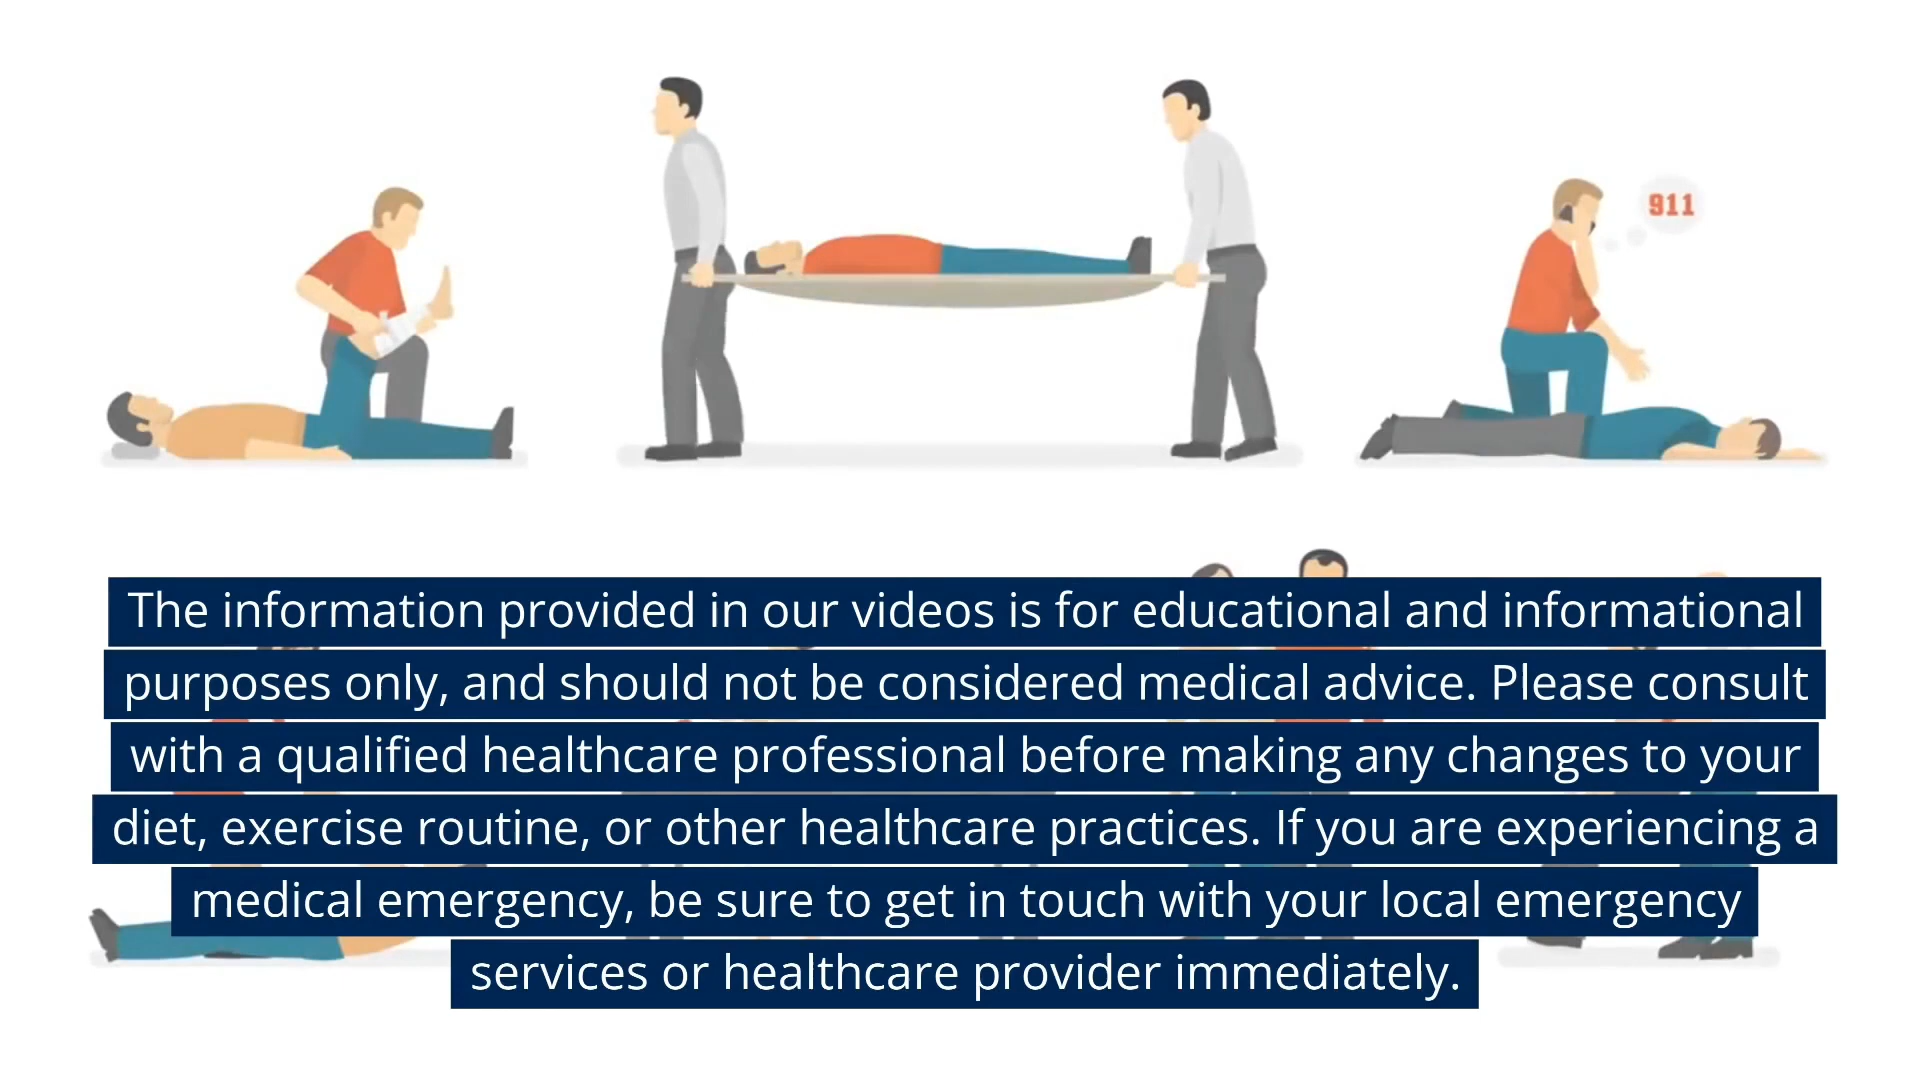 911
The information provided in our videos is for educational and informational
purposes only, and should not be considered medical advice. Please consult
with a qualified healthcare professional before making any changes to your
diet, exercise routine, or other healthcare practices. If you are experiencing a
medical emergency, be sure to get in touch with your local emergency
services or healthcare provider immediately.